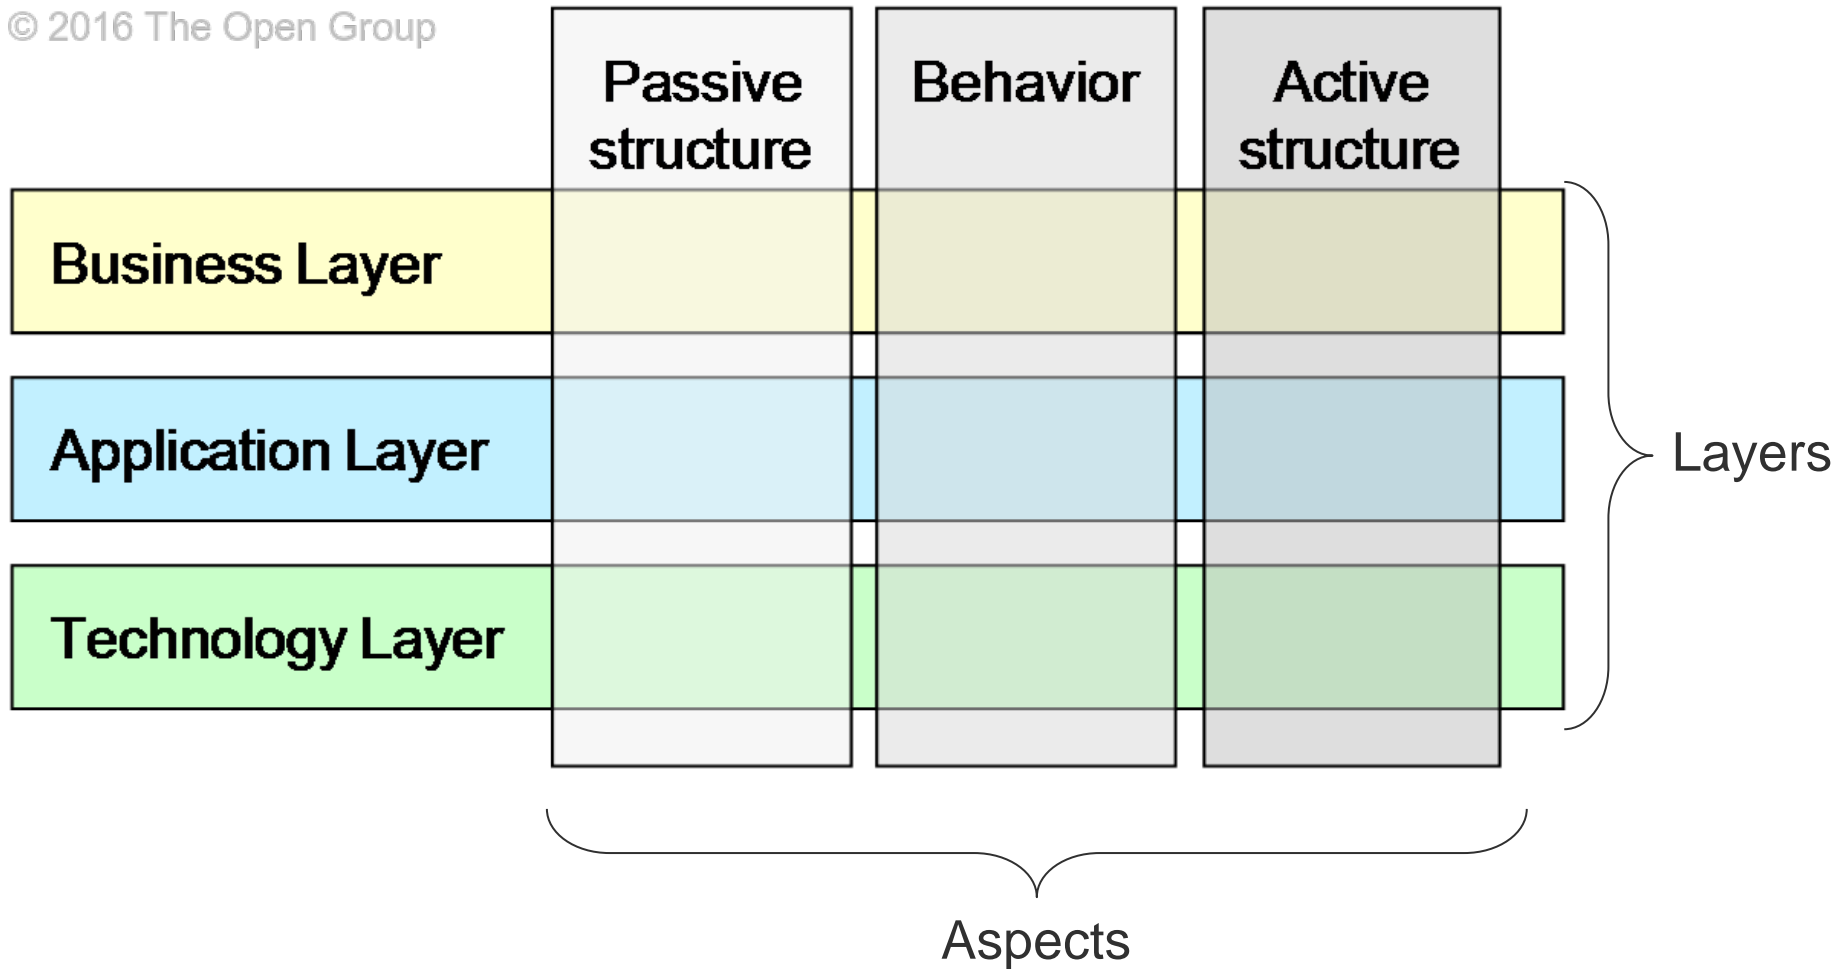 © 2016 The Open Group
Passive
structure
Behavior
Active
structure
Business Layer
Application Layer
Technology Layer
Layers
Aspects